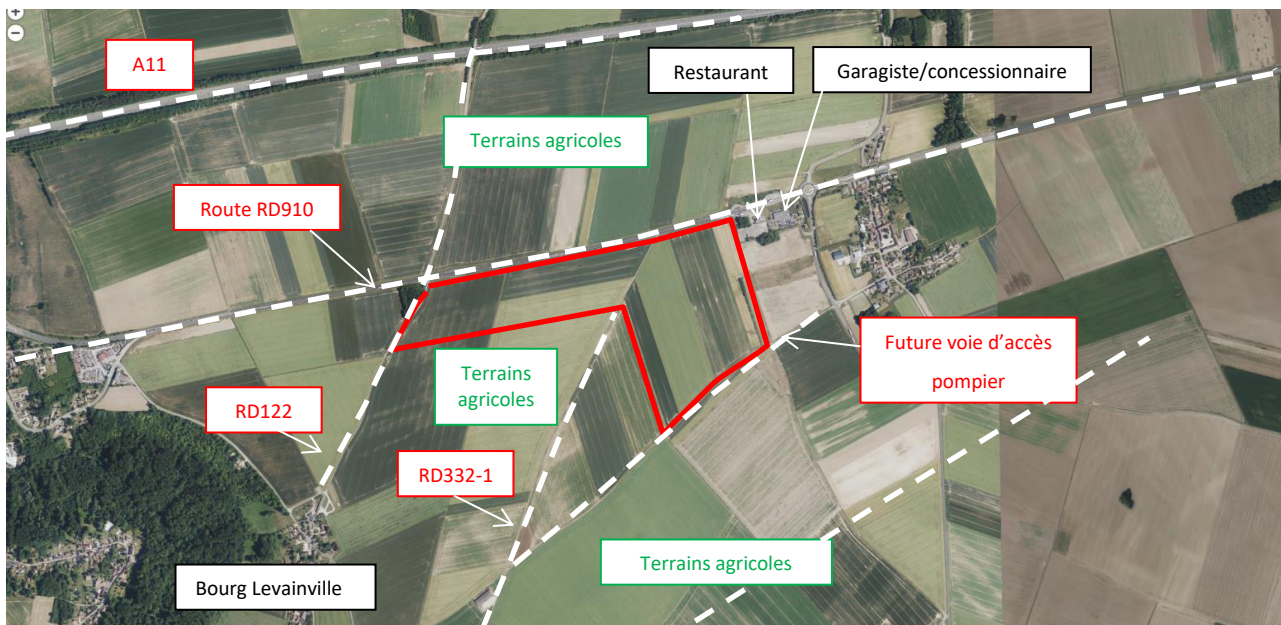 +
−
A11
Restaurant
Garagiste/concessionnaire
Terrains agricoles
Route RD910
Future voie d'accès
pompier
Terrains
agricoles
RD122
RD332-1
Terrains agricoles
Bourg Levainville